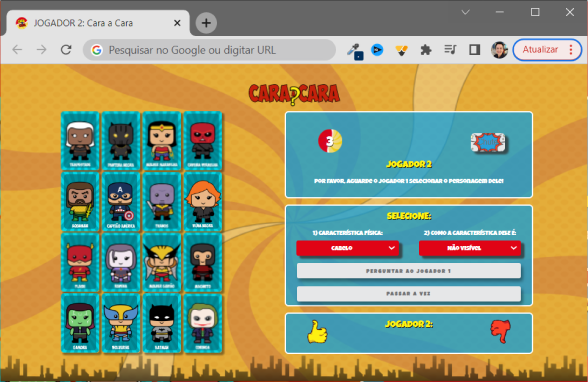 JOGADOR 2: Cara a Cara
Pesquisar no Google ou digitar URL
Atualizar
CARA?CARA
TEMPESTADE
PANTERA NEGRA
MULHER MARAVILHA
CAVEIRA VERMELHA
AQUAMAN
CAPITÃO AMÉRICA
THANOS
VIÚVA NEGRA
FLASH
MAGNETO
GAMORA
WOLVERINE
BATMAN
CORINGA
3
JOGADOR 2
POR FAVOR, AGUARDE O JOGADOR 1 SELECIONAR O PERSONAGEM DELE!
SELECIONE:
1) CARACTERÍSTICA FÍSICA:
2) COMO A CARACTERÍSTICA DELE É:
CABELO
NÃO VISÍVEL
PERGUNTAR AO JOGADOR 1
PASSAR A VEZ
JOGADOR 2: